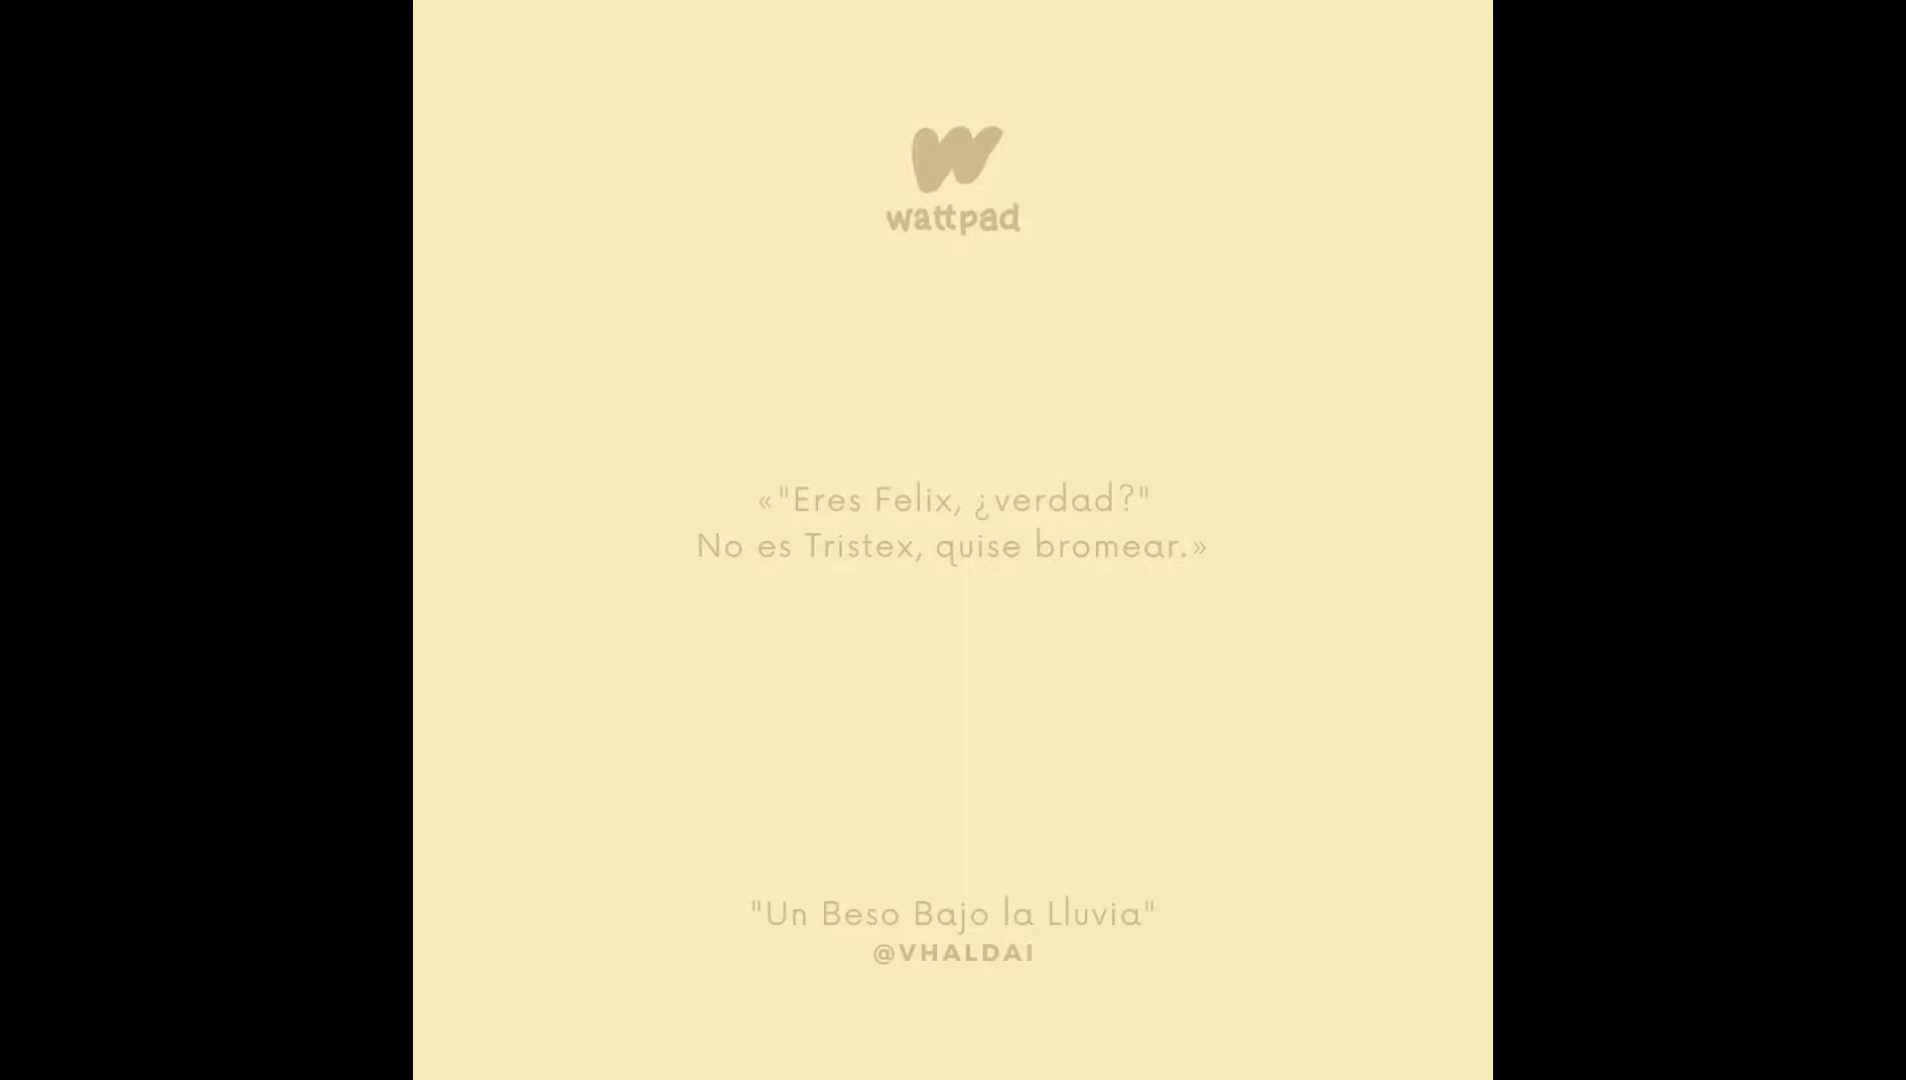 wattpad
«"Eres Felix, ¿verdad?"
No es Tristex, quise bromear.»
"Un Beso Bajo la Lluvia"
@VHALDAI